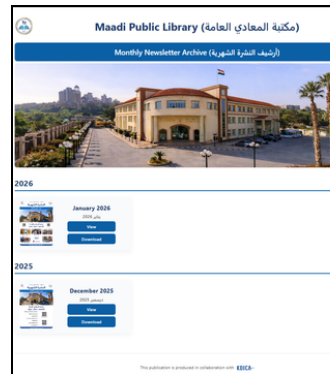 Maadi Public Library (مكتبة المعادي العامة)
Monthly Newsletter Archive (أرشيف النشرة الشهرية)
2026
January 2026
يناير 2026
View
Download
2025
December 2025
ديسمبر 2025
View
Download
This publication is produced in collaboration with